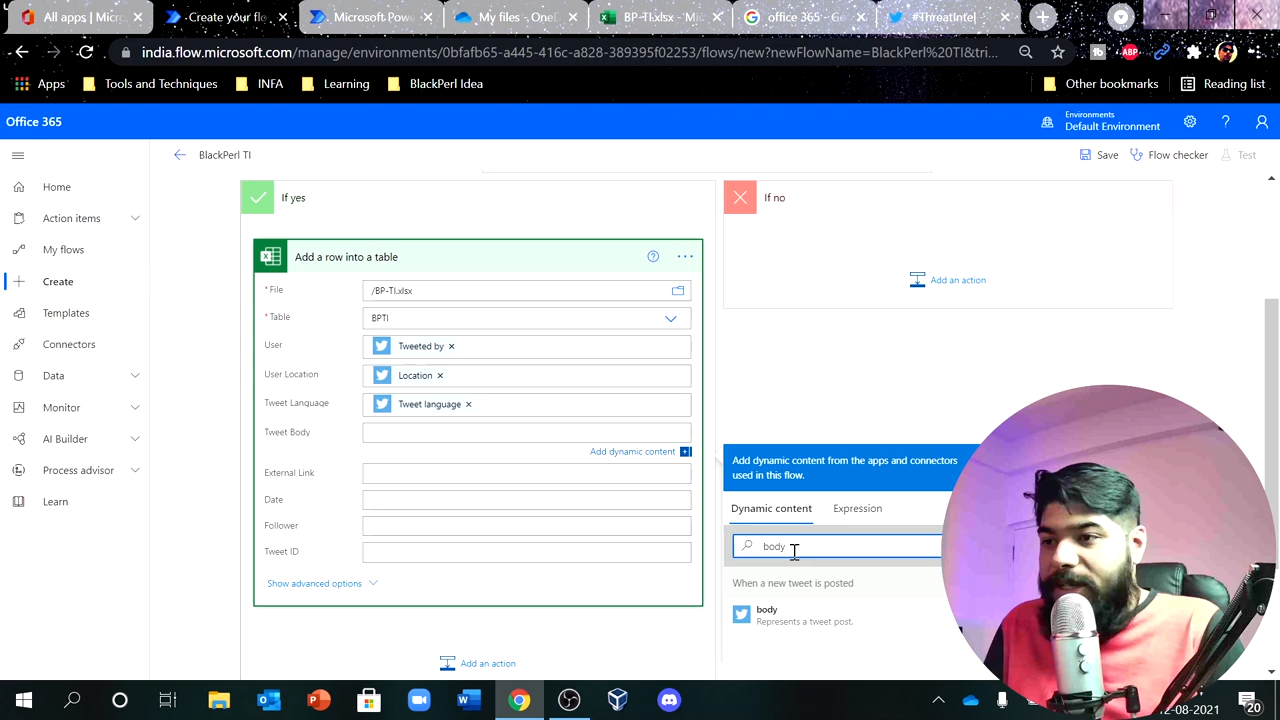 All apps | Micr
Create your flo
Microsoft Pow
My files - OneD
BP-TI.xlsx - Mi
office 365 - Go
#ThreatIntel
india.flow.microsoft.com/manage/environments/0bfafb65-a445-416c-a828-389395f02253/flows/new?newFlowName=BlackPerl%20TI&tri...
fb
ABP
Apps
Tools and Techniques
INFA
Learning
BlackPerl Idea
Other bookmarks
Reading list
Office 365
Environments
Default Environment
?
BlackPerl TI
Save
Flow checker
Test
Home
Action items
My flows
Create
Templates
Connectors
Data
Monitor
AI Builder
Process advisor
Learn
If yes
If no
Add a row into a table
* File
/BP-TI.xlsx
* Table
BPTI
User
Tweeted by
User Location
Location
Tweet Language
Tweet language
Tweet Body
Add dynamic content
External Link
Date
Follower
Tweet ID
Show advanced options
Add an action
Add an action
Add dynamic content from the apps and connectors
used in this flow.
Dynamic content
Expression
body
When a new tweet is posted
body
Represents a tweet post.
12-08-2021
20